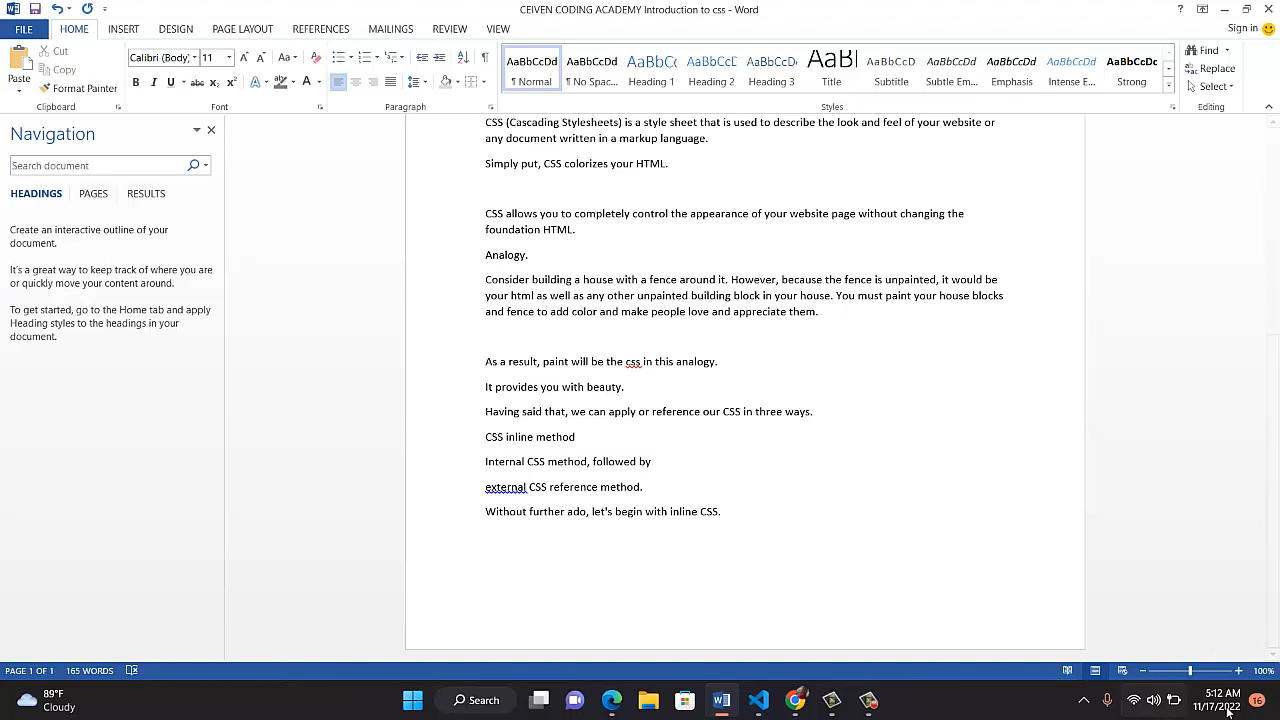 CEIVEN CODING ACADEMY Introduction to css - Word
?
FILE HOME INSERT DESIGN PAGE LAYOUT REFERENCES MAILINGS REVIEW VIEW Sign in
Paste
Cut
Copy
Format Painter
Clipboard
Calibri (Body) 11 A A Aa
B I U abc X₂ X² A A
Font
Paragraph
AaBbCcDd AaBbCcDd AaBbCc AaBbCcD AaBbCcDd AaBl AaBbCcD AaBbCcDd AaBbCcDd AaBbCcDd AaBbCcDc
¶ Normal ¶ No Spac... Heading 1 Heading 2 Heading 3 Title Subtitle Subtle Em... Emphasis Intense E... Strong
Styles
Find
Replace
Select
Editing
Navigation
Search document
HEADINGS PAGES RESULTS
Create an interactive outline of your
document.
It's a great way to keep track of where you are
or quickly move your content around.
To get started, go to the Home tab and apply
Heading styles to the headings in your
document.
CSS (Cascading Stylesheets) is a style sheet that is used to describe the look and feel of your website or
any document written in a markup language.
Simply put, CSS colorizes your HTML.
CSS allows you to completely control the appearance of your website page without changing the
foundation HTML.
Analogy.
Consider building a house with a fence around it. However, because the fence is unpainted, it would be
your html as well as any other unpainted building block in your house. You must paint your house blocks
and fence to add color and make people love and appreciate them.
As a result, paint will be the css in this analogy.
It provides you with beauty.
Having said that, we can apply or reference our CSS in three ways.
CSS inline method
Internal CSS method, followed by
external CSS reference method.
Without further ado, let's begin with inline CSS.
PAGE 1 OF 1 165 WORDS 100%
89°F
Cloudy
Search
5:12 AM
11/17/2022
16